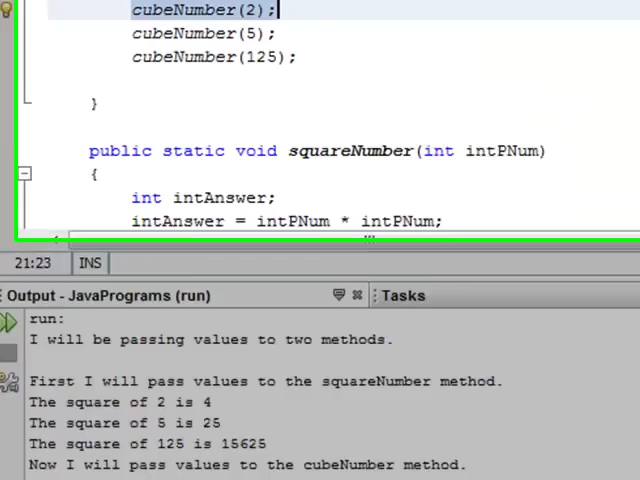 cubeNumber(2);
cubeNumber(5);
cubeNumber(125);
}
public static void squareNumber(int intPNum)
{
int intAnswer;
intAnswer = intPNum * intPNum;
21:23 INS
Output - JavaPrograms (run) Tasks
run:
I will be passing values to two methods.
First I will pass values to the squareNumber method.
The square of 2 is 4
The square of 5 is 25
The square of 125 is 15625
Now I will pass values to the cubeNumber method.